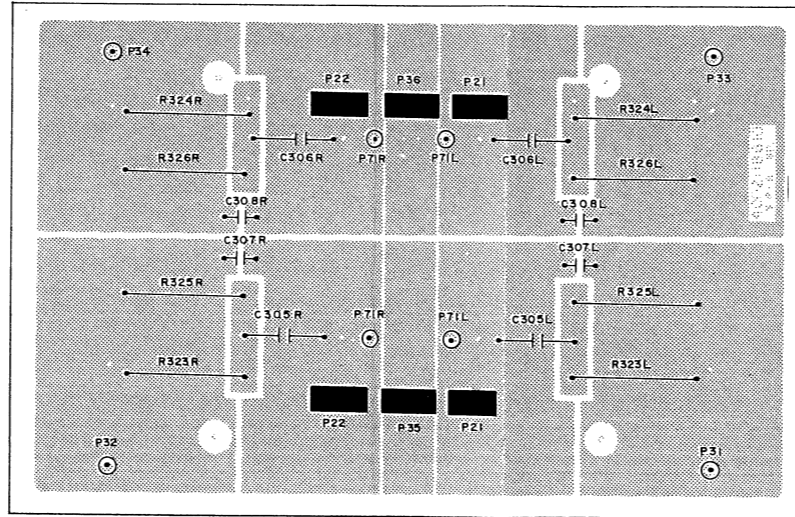 P34
P22
P36
P21
P33
R324R
R324L
C306R
P71R
P71L
C306L
R326R
R326L
C308R
C308L
C307R
C307L
R325R
R325L
C305R
P71R
P71L
C305L
R323R
R323L
P22
P35
P21
P32
P31